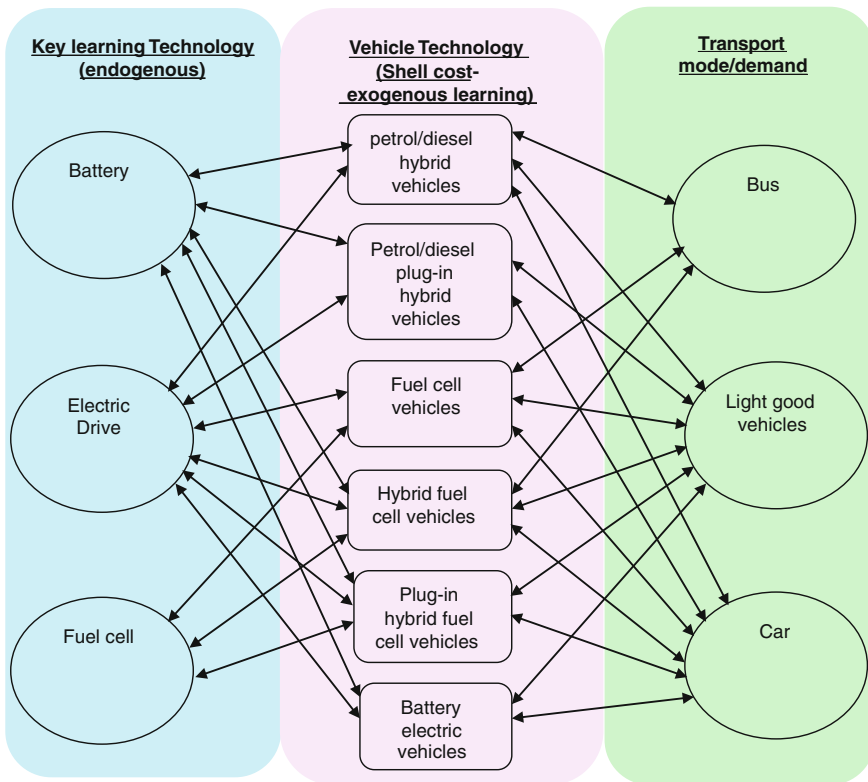 Key learning Technology
(endogenous)
Battery
Electric
Drive
Fuel cell
Vehicle Technology
(Shell cost-
exogenous learning)
petrol/diesel
hybrid
vehicles
Petrol/diesel
plug-in
hybrid
vehicles
Fuel cell
vehicles
Hybrid fuel
cell vehicles
Plug-in
hybrid fuel
cell vehicles
Battery
electric
vehicles
Transport
mode/demand
Bus
Light good
vehicles
Car